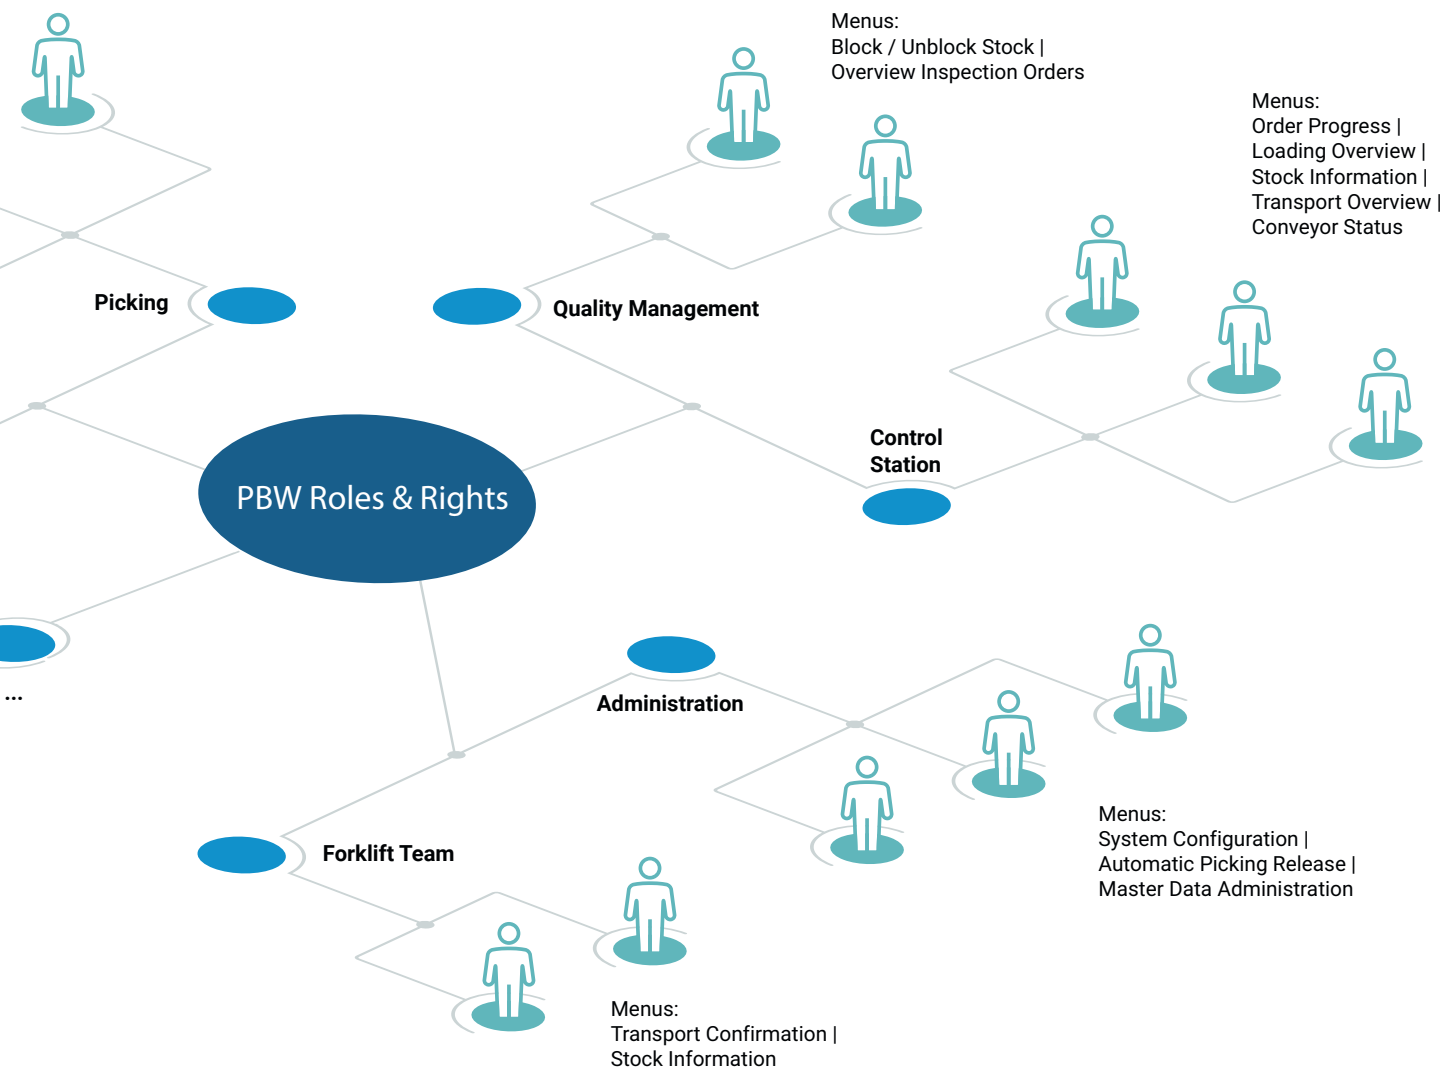 Menus:
Block / Unblock Stock |
Overview Inspection Orders
Menus:
Order Progress |
Loading Overview |
Stock Information |
Transport Overview |
Conveyor Status
Picking
Quality Management
Control
Station
PBW Roles & Rights
...
Administration
Menus:
System Configuration |
Automatic Picking Release |
Master Data Administration
Forklift Team
Menus:
Transport Confirmation |
Stock Information